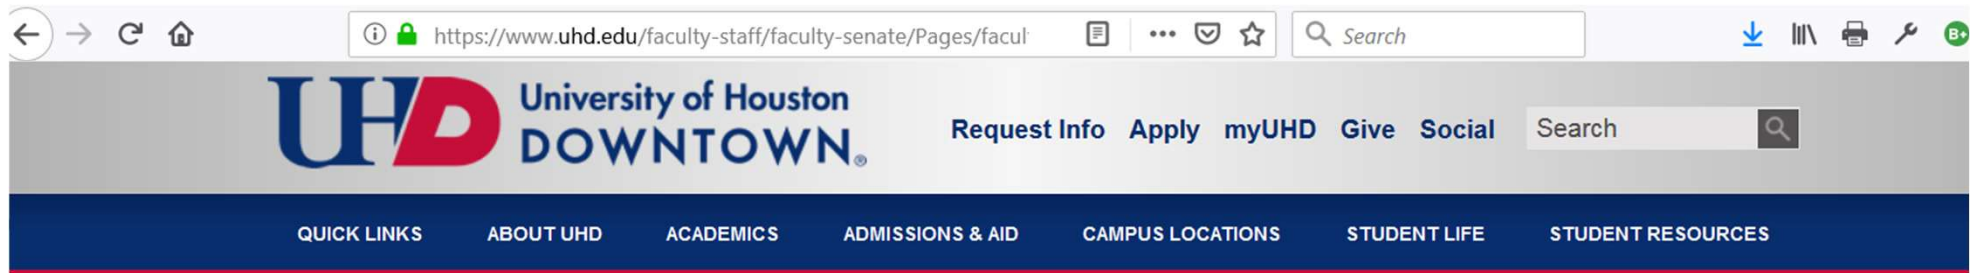 https://www.uhd.edu/faculty-staff/faculty-senate/Pages/facul
Search
B+
UHD University of Houston
DOWNTOWN®
Request Info Apply myUHD Give Social
Search
QUICK LINKS ABOUT UHD ACADEMICS ADMISSIONS & AID CAMPUS LOCATIONS STUDENT LIFE STUDENT RESOURCES